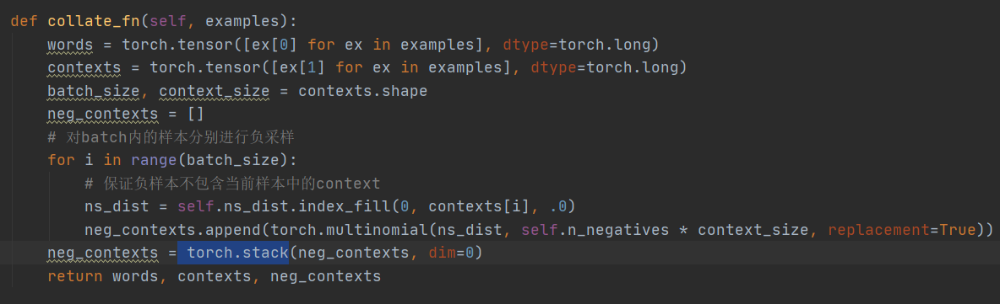 def collate_fn(self, examples):
words = torch.tensor([ex[0] for ex in examples], dtype=torch.long)
contexts = torch.tensor([ex[1] for ex in examples], dtype=torch.long)
batch_size, context_size = contexts.shape
neg_contexts = []
# 对batch内的样本分别进行负采样
for i in range(batch_size):
# 保证负样本不包含当前样本中的context
ns_dist = self.ns_dist.index_fill(0, contexts[i], .0)
neg_contexts.append(torch.multinomial(ns_dist, self.n_negatives * context_size, replacement=True))
neg_contexts = torch.stack(neg_contexts, dim=0)
return words, contexts, neg_contexts